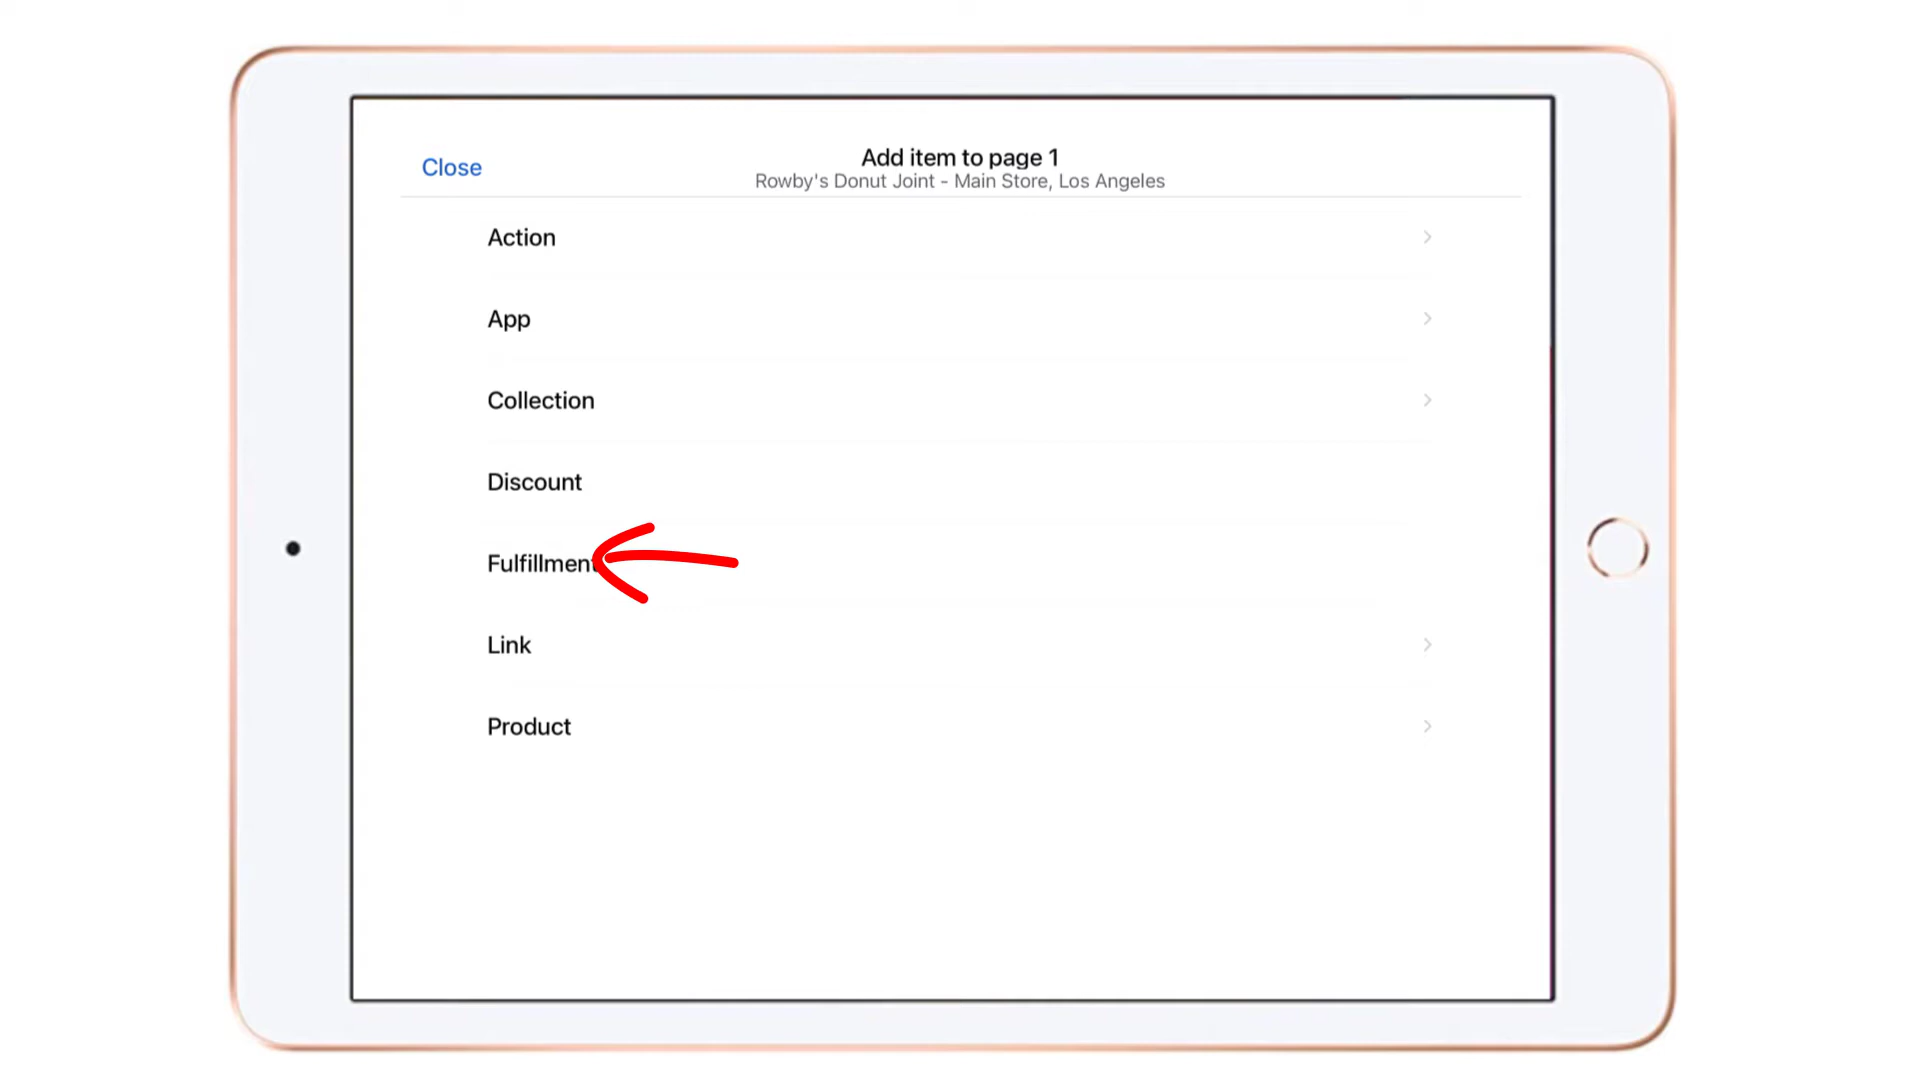 Close
Add item to page 1
Rowby's Donut Joint - Main Store, Los Angeles
Action
App
Collection
Discount
Fulfillment
Link
Product